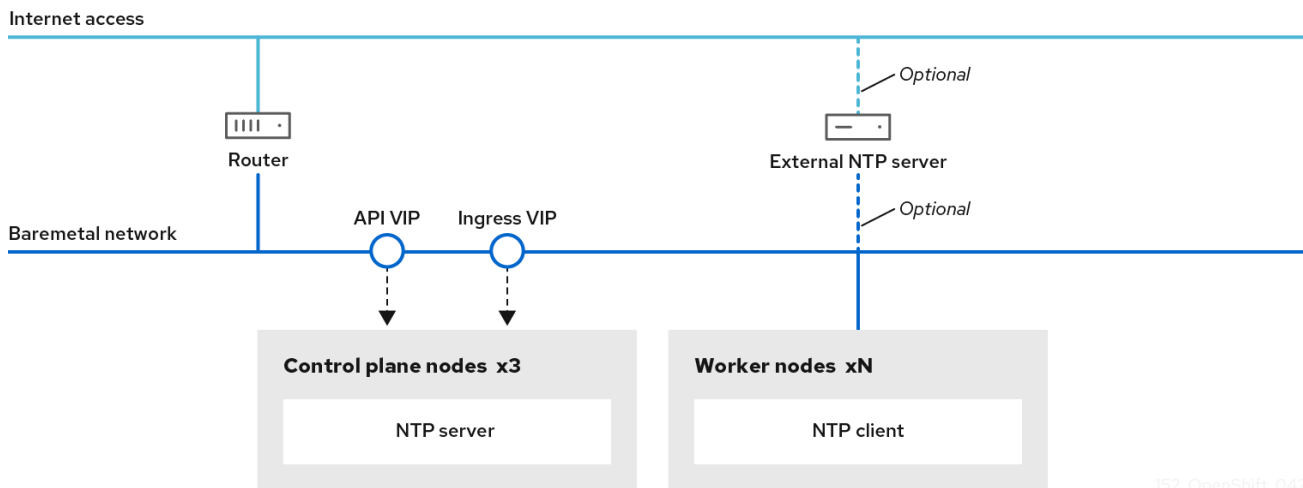 Internet access
Optional
Router
External NTP server
Optional
API VIP
Ingress VIP
Baremetal network
Control plane nodes x3
Worker nodes xN
NTP server
NTP client
152_OpenShift_042